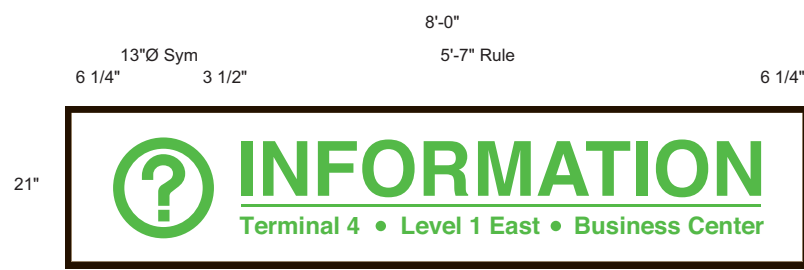 8'-0"
13"Ø Sym 5'-7" Rule
6 1/4" 3 1/2" 6 1/4"
21"
?
INFORMATION
Terminal 4 • Level 1 East • Business Center